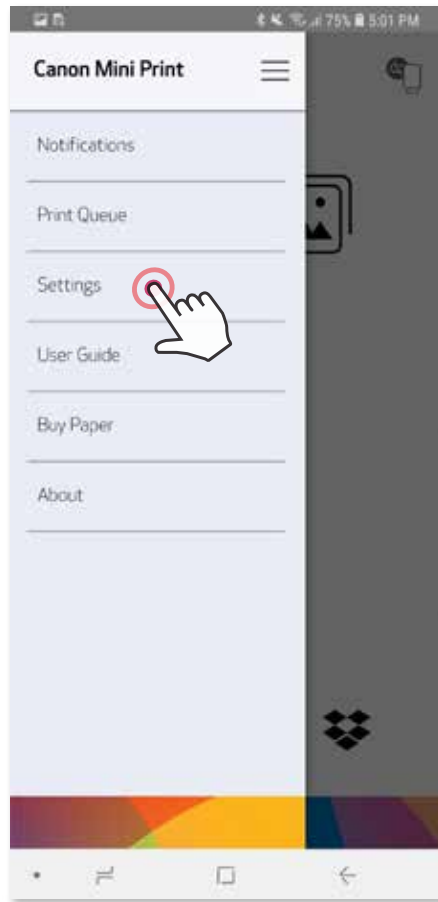 75% 5:01 PM
Canon Mini Print
Notifications
Print Queue
Settings
User Guide
Buy Paper
About